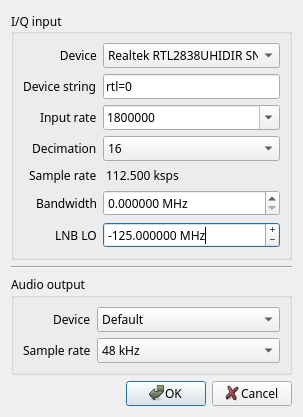 I/Q input
Device Realtek RTL2838UHIDIR SN
Device string rtl=0
Input rate 1800000
Decimation 16
Sample rate 112.500 ksps
Bandwidth 0.000000 MHz
LNB LO -125.000000 MHz
Audio output
Device Default
Sample rate 48 kHz
OK Cancel